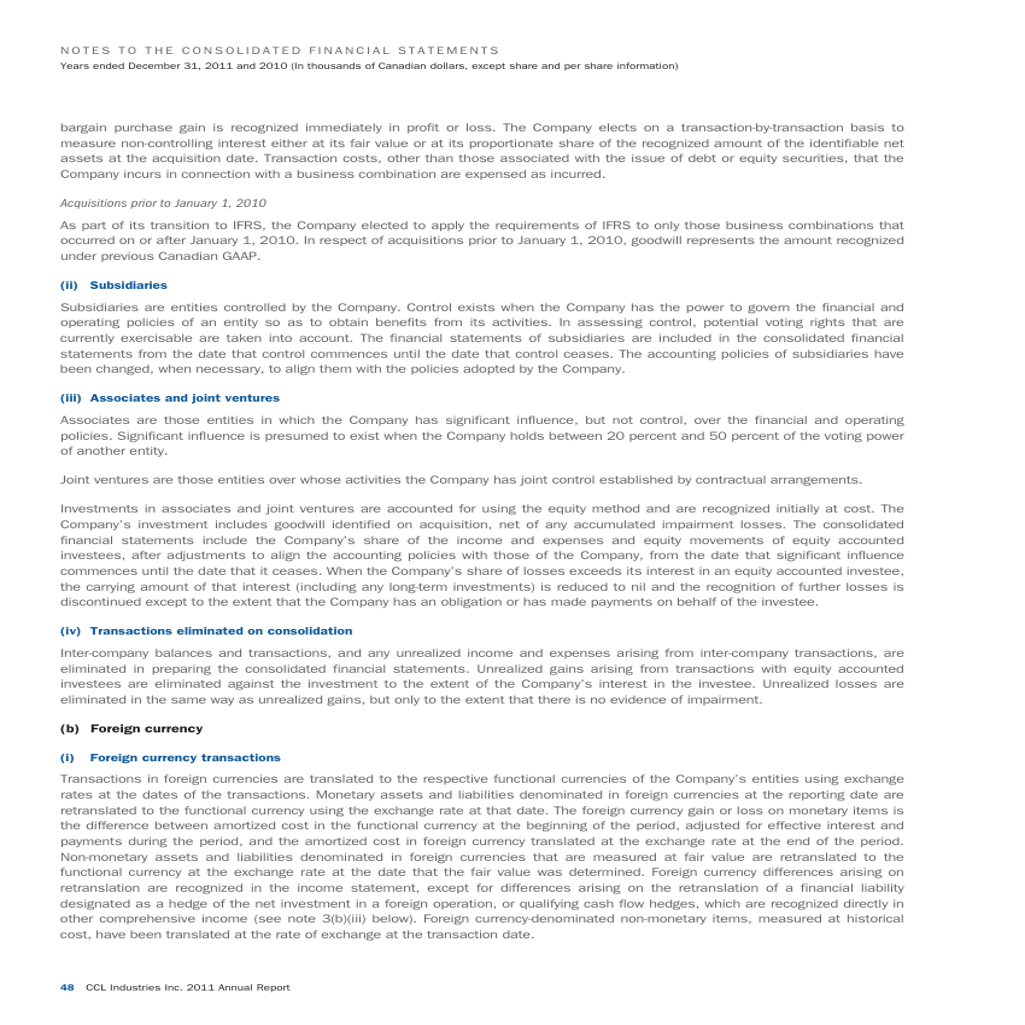 NOTES TO THE CONSOLIDATED FINANCIAL STATEMENTS
Years ended December 31, 2011 and 2010 (In thousands of Canadian dollars, except share and per share information)
bargain purchase gain is recognized immediately in profit or loss. The Company elects on a transaction-by-transaction basis to
measure non-controlling interest either at its fair value or at its proportionate share of the recognized amount of the identifiable net
assets at the acquisition date. Transaction costs, other than those associated with the issue of debt or equity securities, that the
Company incurs in connection with a business combination are expensed as incurred.
Acquisitions prior to January 1, 2010
As part of its transition to IFRS, the Company elected to apply the requirements of IFRS to only those business combinations that
occurred on or after January 1, 2010. In respect of acquisitions prior to January 1, 2010, goodwill represents the amount recognized
under previous Canadian GAAP.
(ii) Subsidiaries
Subsidiaries are entities controlled by the Company. Control exists when the Company has the power to govern the financial and
operating policies of an entity so as to obtain benefits from its activities. In assessing control, potential voting rights that are
currently exercisable are taken into account. The financial statements of subsidiaries are included in the consolidated financial
statements from the date that control commences until the date that control ceases. The accounting policies of subsidiaries have
been changed, when necessary, to align them with the policies adopted by the Company.
(iii) Associates and joint ventures
Associates are those entities in which the Company has significant influence, but not control, over the financial and operating
policies. Significant influence is presumed to exist when the Company holds between 20 percent and 50 percent of the voting power
of another entity.
Joint ventures are those entities over whose activities the Company has joint control established by contractual arrangements.
Investments in associates and joint ventures are accounted for using the equity method and are recognized initially at cost. The
Company's investment includes goodwill identified on acquisition, net of any accumulated impairment losses. The consolidated
financial statements include the Company's share of the income and expenses and equity movements of equity accounted
investees, after adjustments to align the accounting policies with those of the Company, from the date that significant influence
commences until the date that it ceases. When the Company's share of losses exceeds its interest in an equity accounted investee,
the carrying amount of that interest (including any long-term investments) is reduced to nil and the recognition of further losses is
discontinued except to the extent that the Company has an obligation or has made payments on behalf of the investee.
(iv) Transactions eliminated on consolidation
Inter-company balances and transactions, and any unrealized income and expenses arising from inter-company transactions, are
eliminated in preparing the consolidated financial statements. Unrealized gains arising from transactions with equity accounted
investees are eliminated against the investment to the extent of the Company's interest in the investee. Unrealized losses are
eliminated in the same way as unrealized gains, but only to the extent that there is no evidence of impairment.
(b) Foreign currency
(i) Foreign currency transactions
Transactions in foreign currencies are translated to the respective functional currencies of the Company's entities using exchange
rates at the dates of the transactions. Monetary assets and liabilities denominated in foreign currencies at the reporting date are
retranslated to the functional currency using the exchange rate at that date. The foreign currency gain or loss on monetary items is
the difference between amortized cost in the functional currency at the beginning of the period, adjusted for effective interest and
payments during the period, and the amortized cost in foreign currency translated at the exchange rate at the end of the period.
Non-monetary assets and liabilities denominated in foreign currencies that are measured at fair value are retranslated to the
functional currency at the exchange rate at the date that the fair value was determined. Foreign currency differences arising on
retranslation are recognized in the income statement, except for differences arising on the retranslation of a financial liability
designated as a hedge of the net investment in a foreign operation, or qualifying cash flow hedges, which are recognized directly in
other comprehensive income (see note 3(b)(iii) below). Foreign currency-denominated non-monetary items, measured at historical
cost, have been translated at the rate of exchange at the transaction date.
48 CCL Industries Inc. 2011 Annual Report